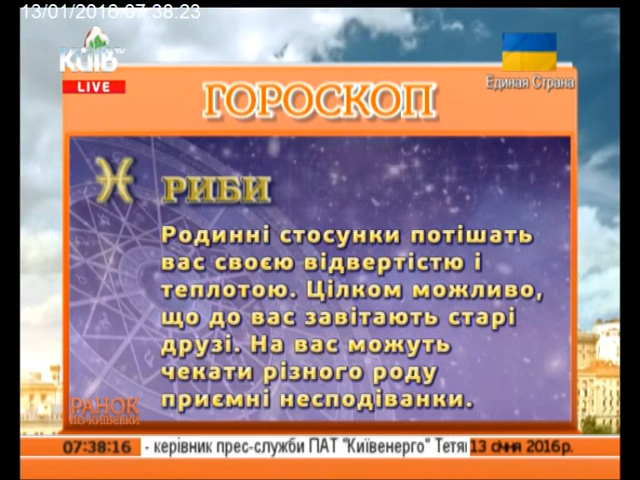 13/01/2016 07:38:23
Київ TV
LIVE
Единая Страна
ГОРОСКОП
РИБИ
Родинні стосунки потішать
вас своєю відвертістю і
теплотою. Цілком можливо,
що до вас завітають старі
друзі. На вас можуть
чекати різного роду
приємні несподіванки.
РАНОК
ПО-КИЇВСЬКИ
07:38:16 - керівник прес-служби ПАТ "Київенерго" 13 січня 2016р.